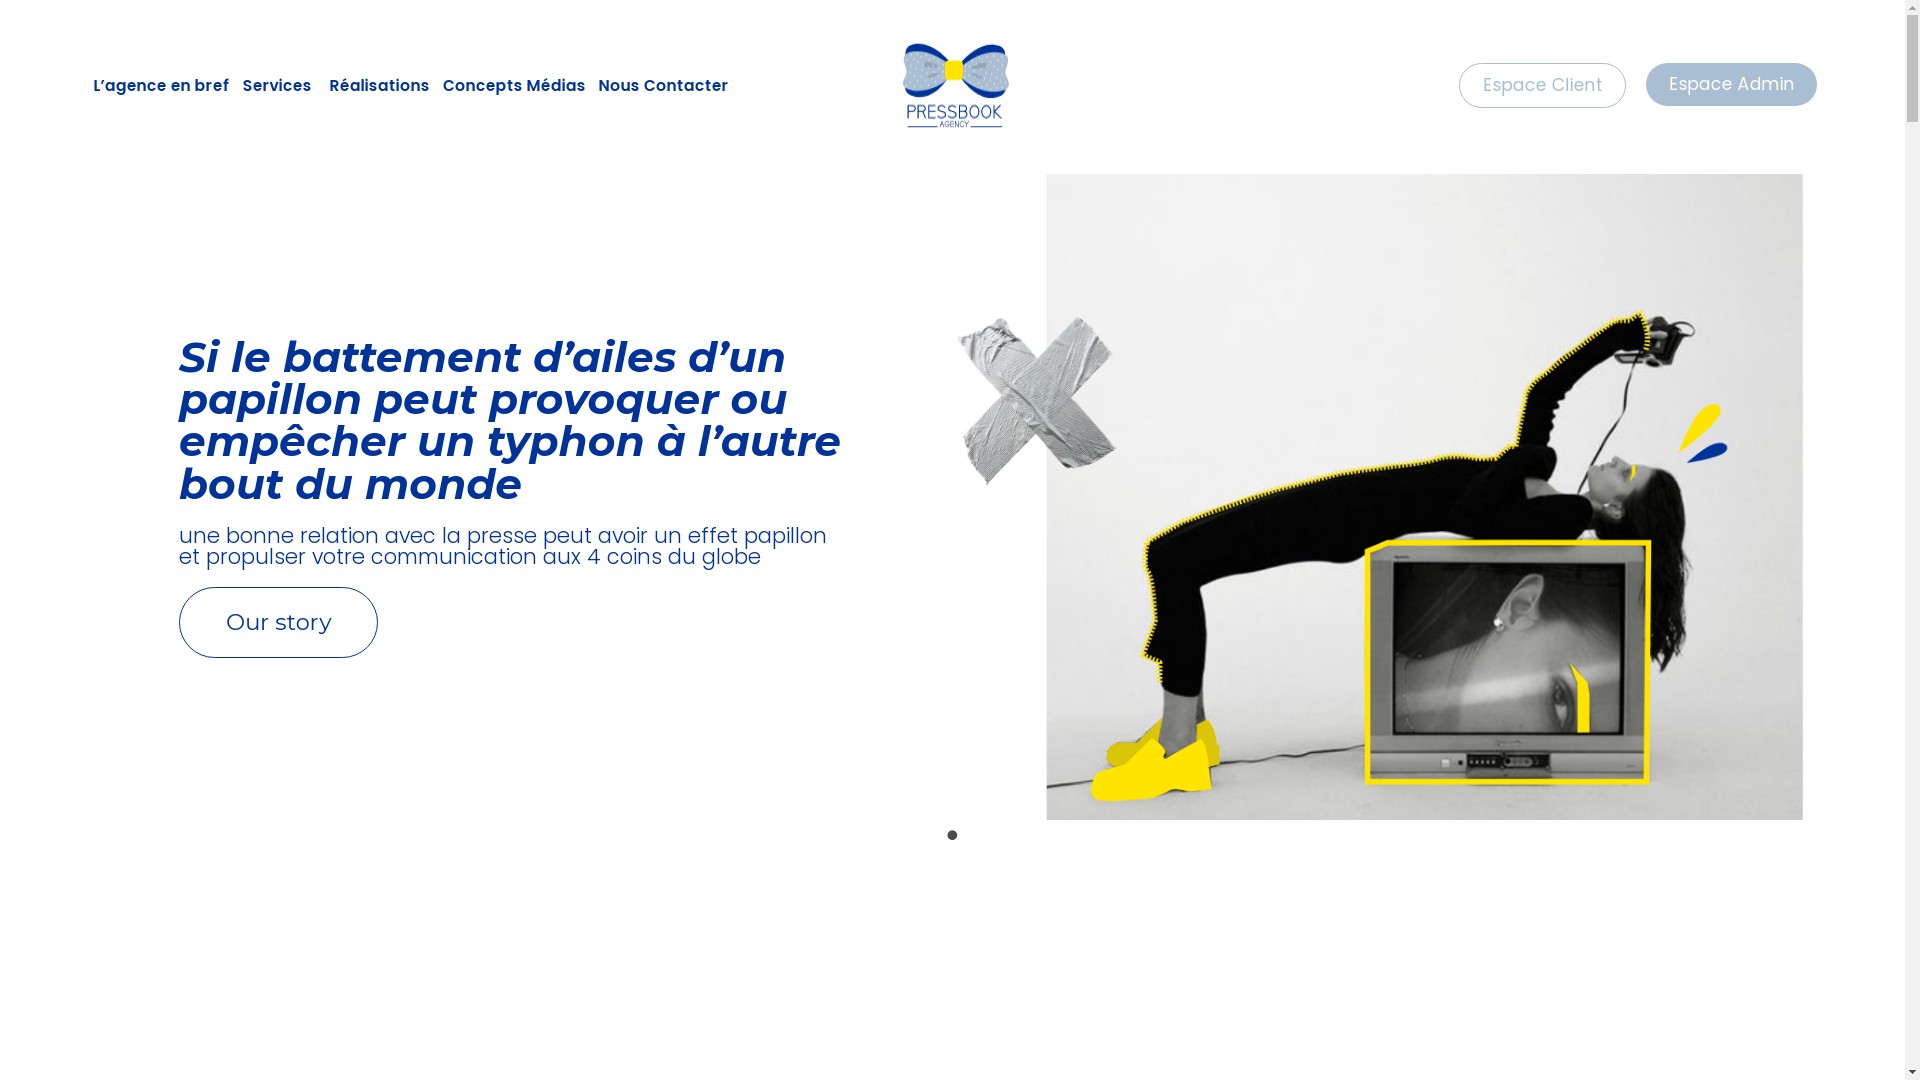 L’agence en bref
Services
Réalisations
Concepts Médias
Nous Contacter
PRESSBOOK
AGENCY
Espace Client
Espace Admin
Si le battement d’ailes d’un
papillon peut provoquer ou
empêcher un typhon à l’autre
bout du monde
une bonne relation avec la presse peut avoir un effet papillon
et propulser votre communication aux 4 coins du globe
Our story